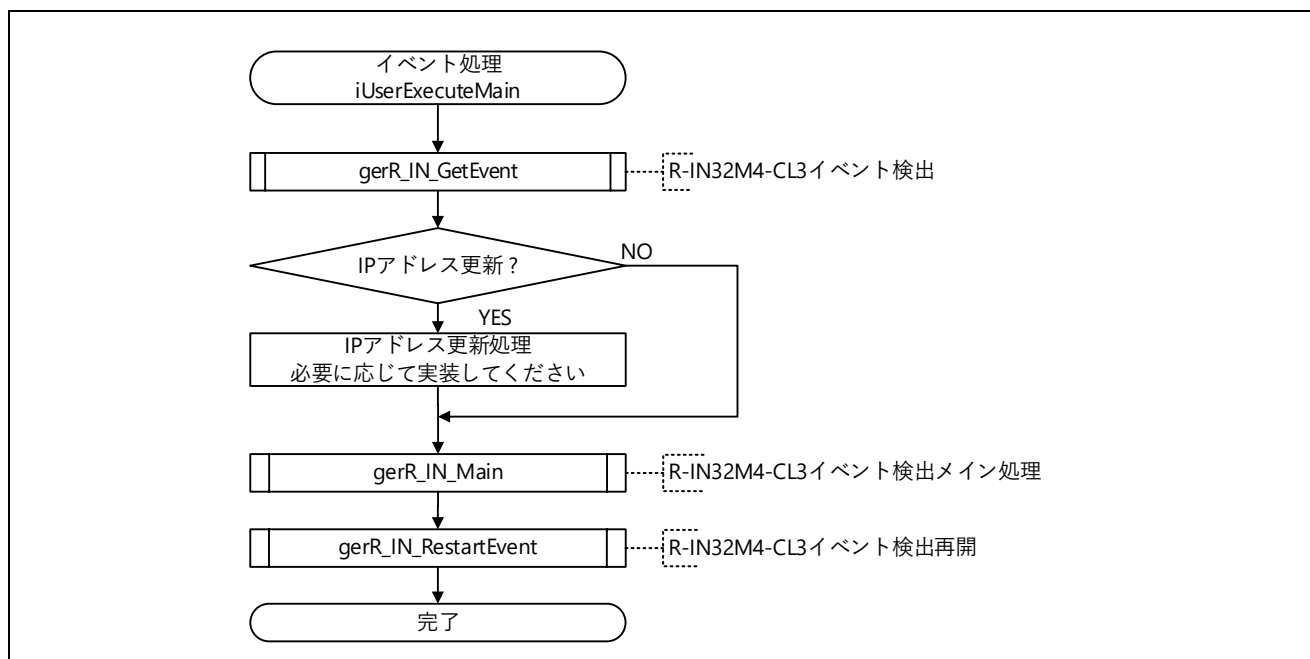 イベント処理
iUserExecuteMain
gerR_IN_GetEvent
R-IN32M4-CL3イベント検出
IPアドレス更新？
NO
YES
IPアドレス更新処理
必要に応じて実装してください
gerR_IN_Main
R-IN32M4-CL3イベント検出メイン処理
gerR_IN_RestartEvent
R-IN32M4-CL3イベント検出再開
完了